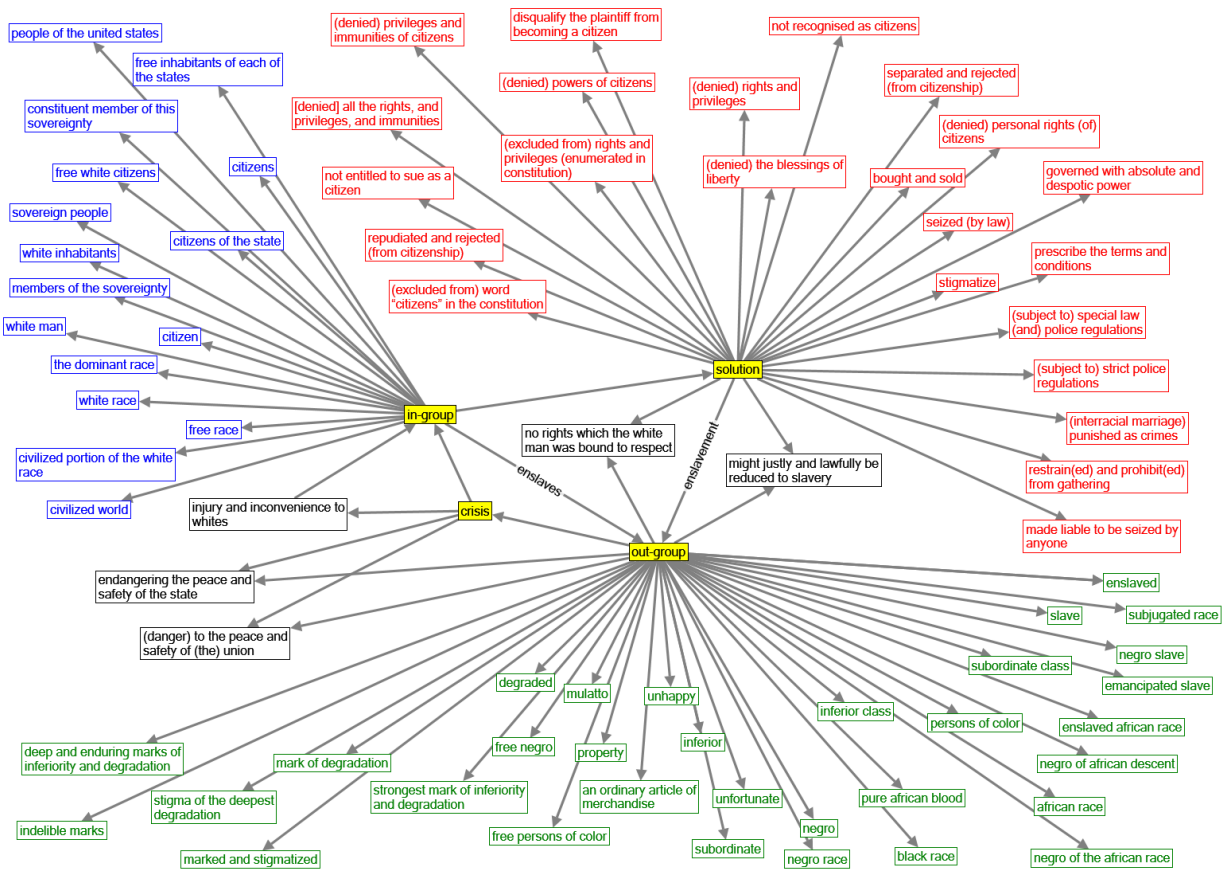 people of the united states
free inhabitants of each of
the states
constituent member of this
sovereignty
free white citizens
citizens
sovereign people
citizens of the state
white inhabitants
members of the sovereignty
white man
citizen
the dominant race
white race
free race
civilized portion of the white
race
civilized world
in-group
(denied) privileges and
immunities of citizens
disqualify the plaintiff from
becoming a citizen
not recognised as citizens
(denied) powers of citizens
(denied) rights and
privileges
separated and rejected
(from citizenship)
[denied] all the rights, and
privileges, and immunities
(excluded from) rights and
privileges (enumerated in
constitution)
(denied) the blessings of
liberty
(denied) personal rights (of)
citizens
not entitled to sue as a
citizen
bought and sold
governed with absolute and
despotic power
repudiated and rejected
(from citizenship)
seized (by law)
prescribe the terms and
conditions
(excluded from) word
“citizens” in the constitution
stigmatize
(subject to) special law
(and) police regulations
solution
(subject to) strict police
regulations
(interracial marriage)
punished as crimes
restrain(ed) and prohibit(ed)
from gathering
made liable to be seized by
anyone
no rights which the white
man was bound to respect
might justly and lawfully be
reduced to slavery
enslavement
enslaves
injury and inconvenience to
whites
crisis
out-group
endangering the peace and
safety of the state
(danger) to the peace and
safety of (the) union
enslaved
slave
subjugated race
negro slave
subordinate class
emancipated slave
degraded
mulatto
unhappy
inferior class
persons of color
enslaved african race
deep and enduring marks of
inferiority and degradation
mark of degradation
free negro
property
inferior
negro of african descent
stigma of the deepest
degradation
strongest mark of inferiority
and degradation
an ordinary article of
merchandise
unfortunate
pure african blood
african race
indelible marks
marked and stigmatized
free persons of color
subordinate
negro
negro race
black race
negro of the african race